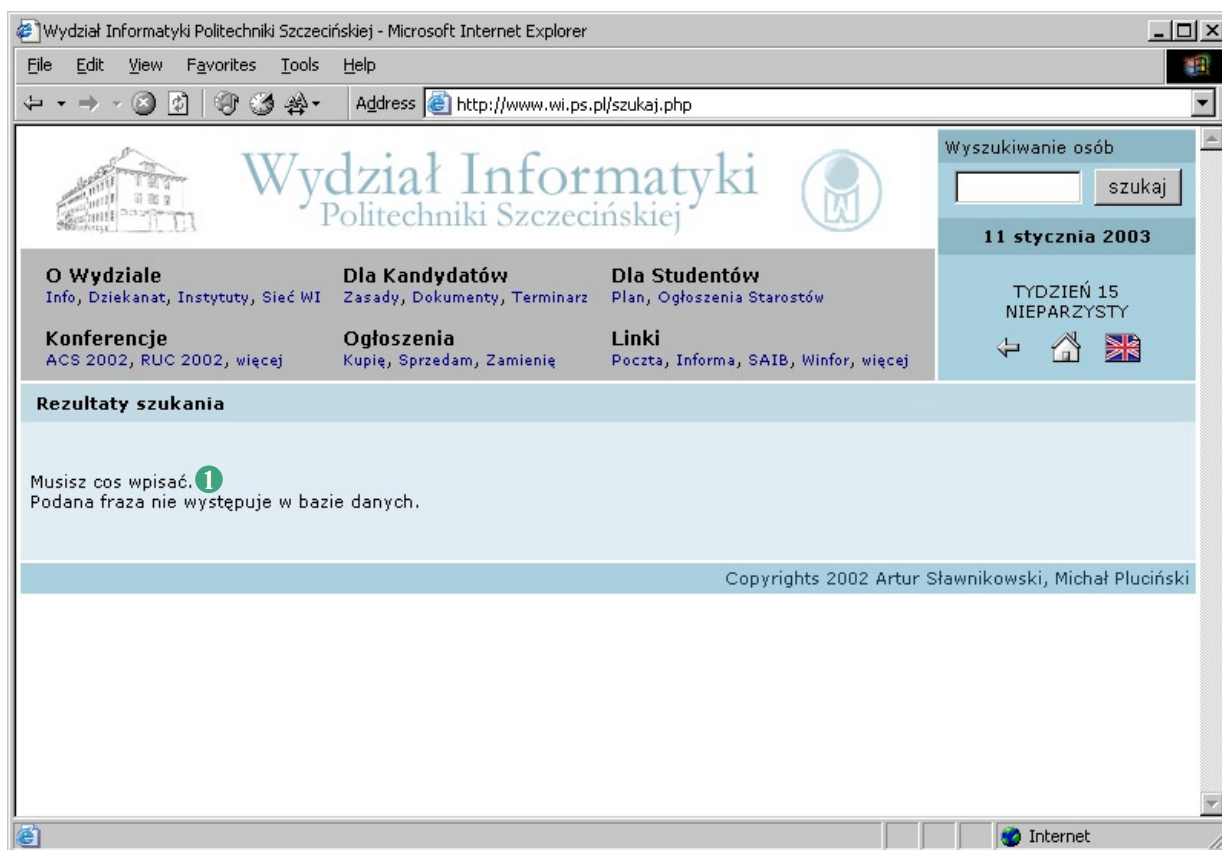 Wydział Informatyki Politechniki Szczecińskiej - Microsoft Internet Explorer
File Edit View Favorites Tools Help
Address http://www.wi.ps.pl/szukaj.php
Wydział Informatyki
Politechniki Szczecińskiej
Wyszukiwanie osób
szukaj
11 stycznia 2003
TYDZIEŃ 15
NIEPARZYSTY
O Wydziale
Info, Dziekanat, Instytuty, Sieć WI
Dla Kandydatów
Zasady, Dokumenty, Terminarz
Dla Studentów
Plan, Ogłoszenia Starostów
Konferencje
ACS 2002, RUC 2002, więcej
Ogłoszenia
Kupię, Sprzedam, Zamienię
Linki
Poczta, Informa, SAIB, Winfor, więcej
Rezultaty szukania
Musisz cos wpisać. 1
Podana fraza nie występuje w bazie danych.
Copyrights 2002 Artur Sławnikowski, Michał Pluciński
Internet